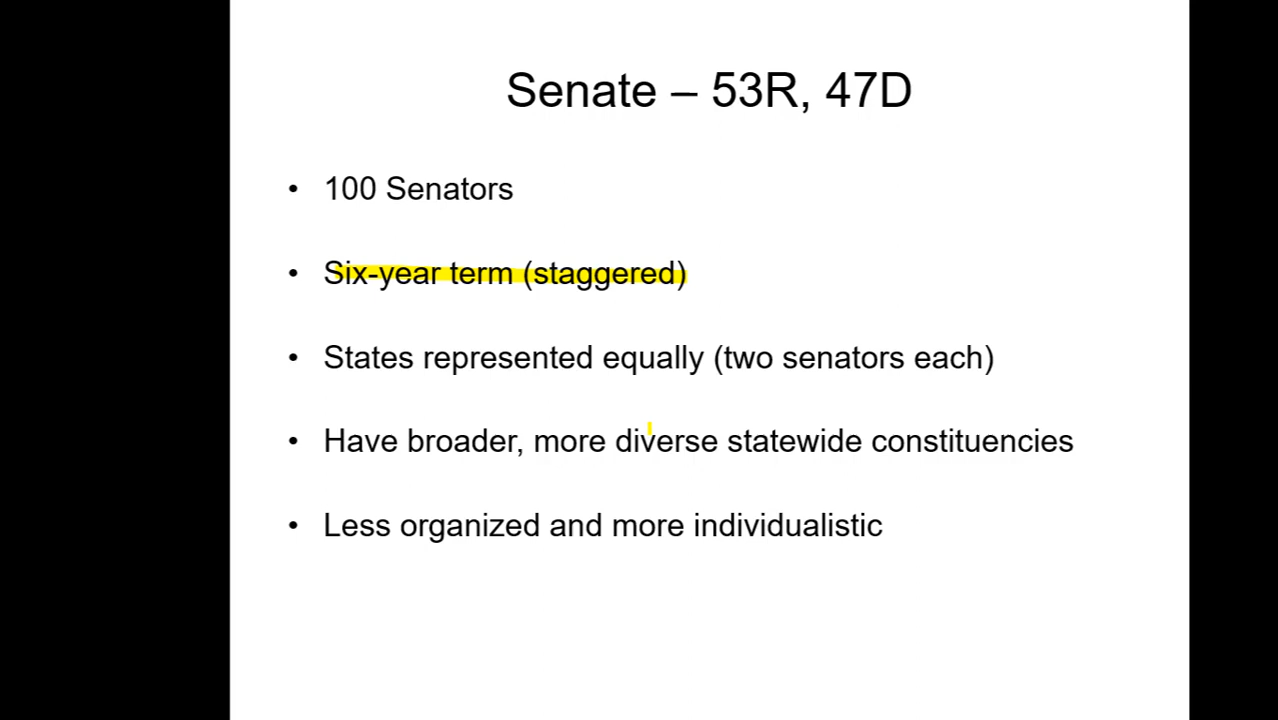 Senate – 53R, 47D
• 100 Senators
• Six-year term (staggered)
• States represented equally (two senators each)
• Have broader, more diverse statewide constituencies
• Less organized and more individualistic